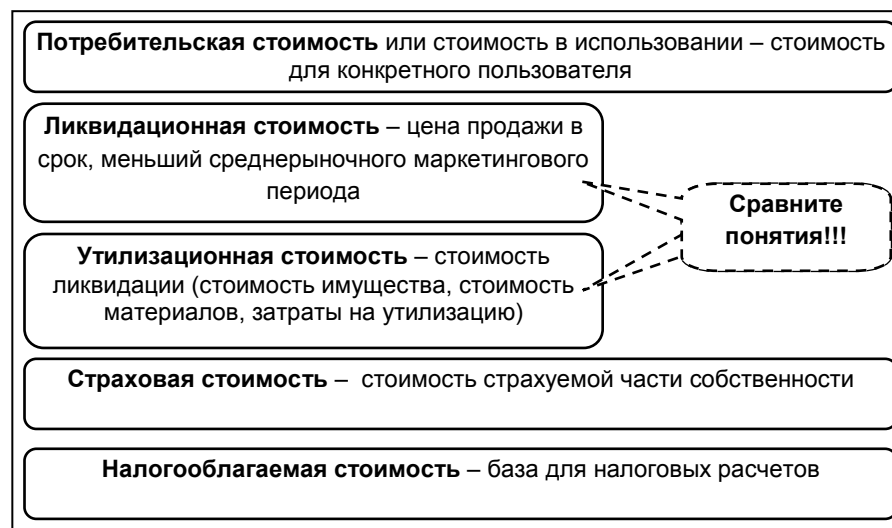 Потребительская стоимость или стоимость в использовании – стоимость
для конкретного пользователя
Ликвидационная стоимость – цена продажи в
срок, меньший среднерыночного маркетингового
периода
Сравните
понятия!!!
Утилизационная стоимость – стоимость
ликвидации (стоимость имущества, стоимость
материалов, затраты на утилизацию)
Страховая стоимость – стоимость страхуемой части собственности
Налогооблагаемая стоимость – база для налоговых расчетов